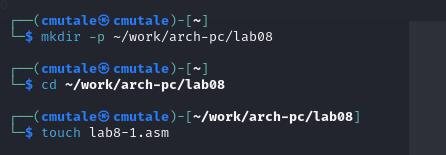 ┌──(cmutale㉿cmutale)-[~]
└─$ mkdir -p ~/work/arch-pc/lab08
┌──(cmutale㉿cmutale)-[~]
└─$ cd ~/work/arch-pc/lab08
┌──(cmutale㉿cmutale)-[~/work/arch-pc/lab08]
└─$ touch lab8-1.asm